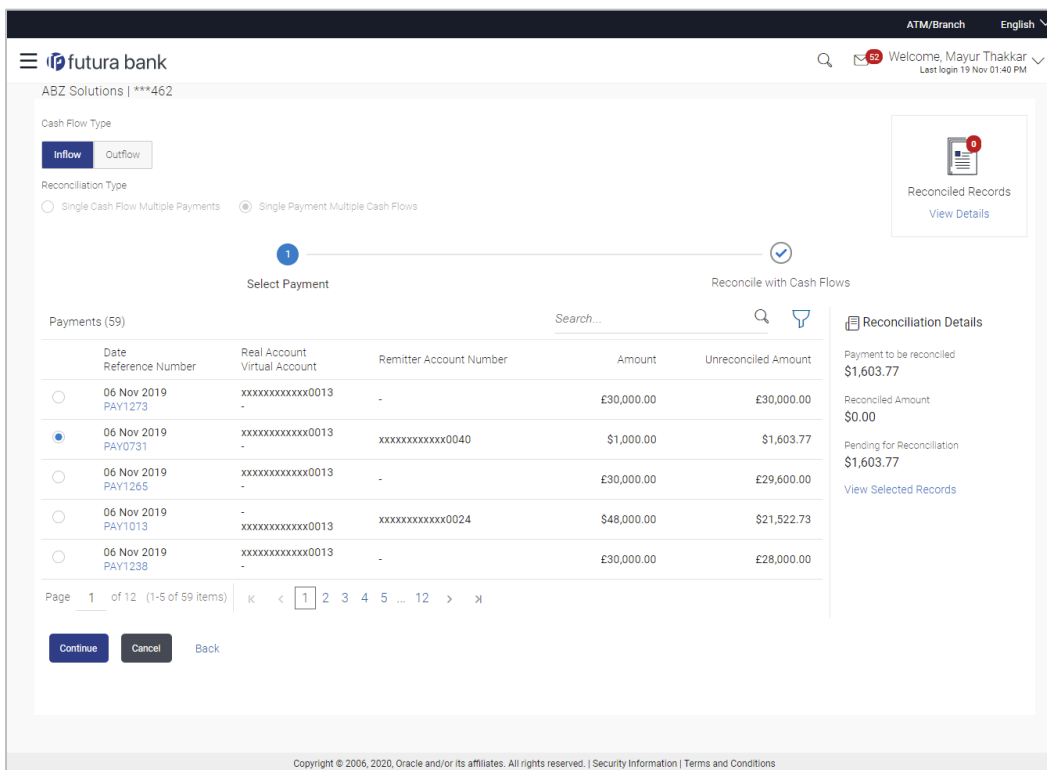 ATM/Branch English
futura bank 52 Welcome, Mayur Thakkar
Last login 19 Nov 01:40 PM
ABZ Solutions | ***462
Cash Flow Type
Inflow Outflow
0
Reconciliation Type
Reconciled Records
Single Cash Flow Multiple Payments Single Payment Multiple Cash Flows
View Details
1
Select Payment Reconcile with Cash Flows
Payments (59) Search... Reconciliation Details
Date Real Account Remitter Account Number Amount Unreconciled Amount
Reference Number Virtual Account
Payment to be reconciled
$1,603.77
06 Nov 2019 xxxxxxxxxxxx0013 - £30,000.00 £30,000.00
PAY1273 -
Reconciled Amount
$0.00
06 Nov 2019 xxxxxxxxxxxx0013 xxxxxxxxxxxx0040 $1,000.00 $1,603.77
PAY0731 -
Pending for Reconciliation
$1,603.77
06 Nov 2019 xxxxxxxxxxxx0013 - £30,000.00 £29,600.00
PAY1265 -
View Selected Records
06 Nov 2019 - xxxxxxxxxxxx0024 $48,000.00 $21,522.73
PAY1013 xxxxxxxxxxxx0013
06 Nov 2019 xxxxxxxxxxxx0013 - £30,000.00 £28,000.00
PAY1238 -
Page 1 of 12 (1-5 of 59 items) K < 1 2 3 4 5 ... 12 >
Continue Cancel Back
Copyright © 2006, 2020, Oracle and/or its affiliates. All rights reserved. | Security Information | Terms and Conditions